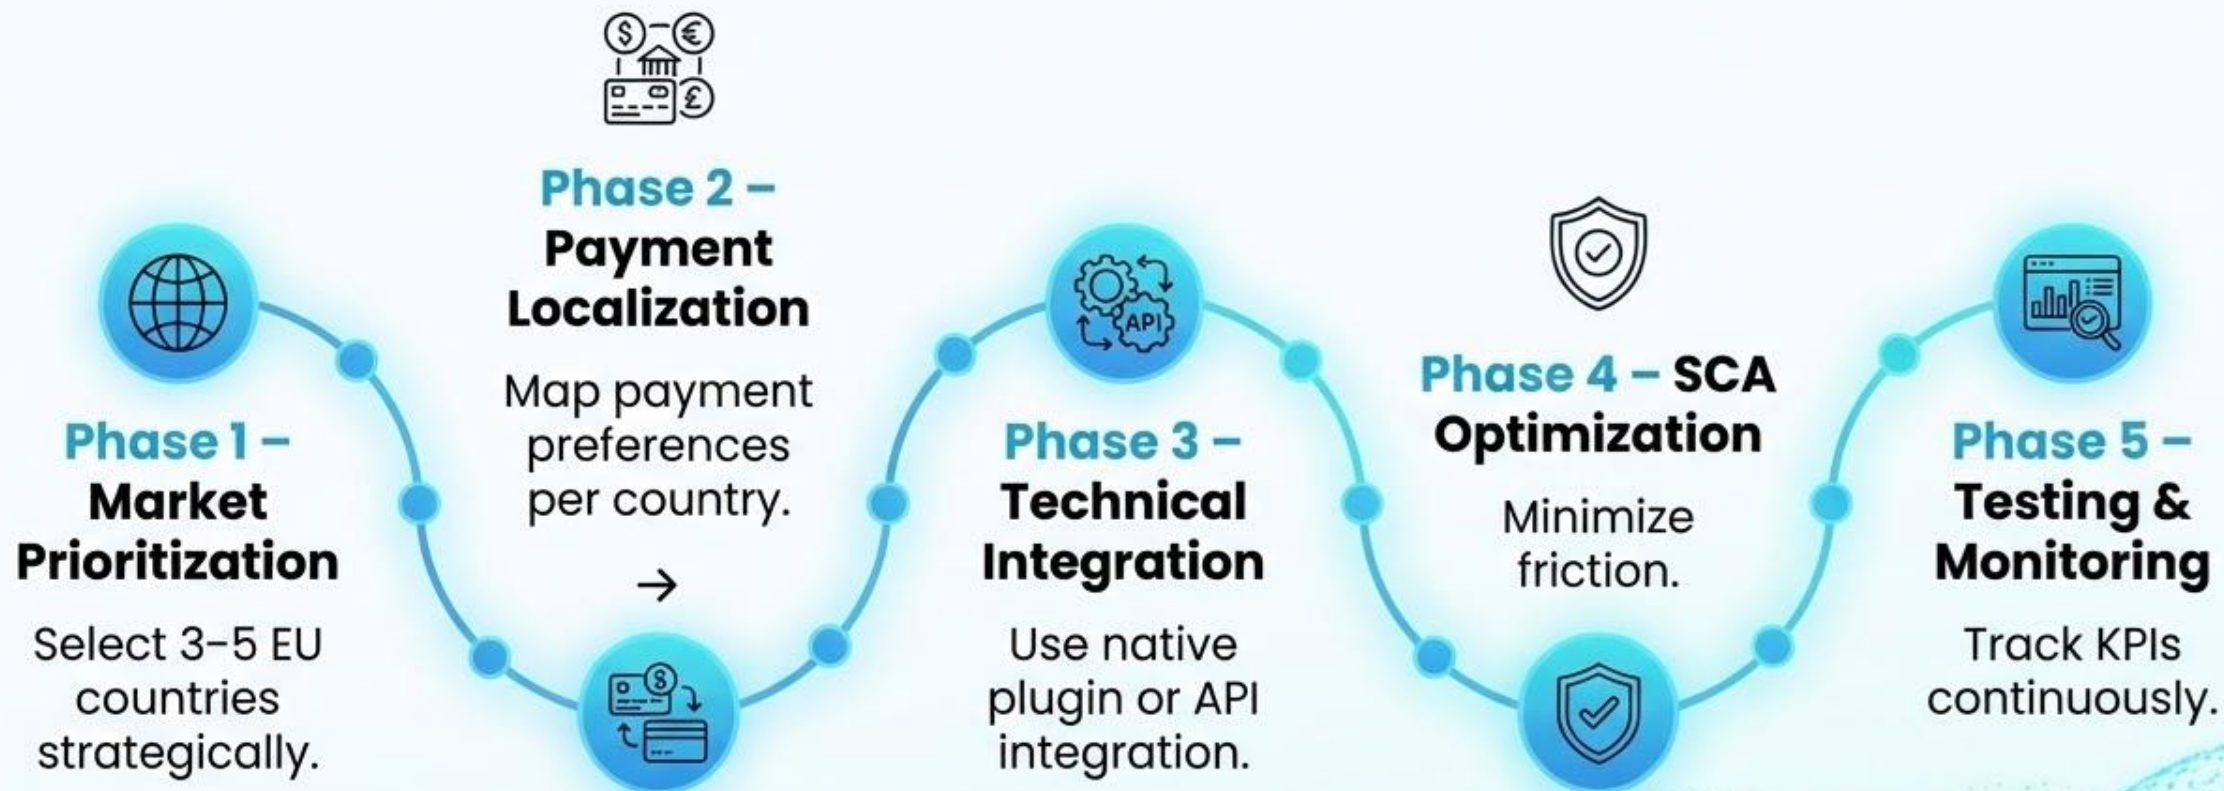 Phase 1 –
Market
Prioritization
Select 3–5 EU
countries
strategically.
$
€
£
Phase 2 –
Payment
Localization
Map payment
preferences
per country.
→
$
API
Phase 3 –
Technical
Integration
Use native
plugin or API
integration.
Phase 4 – SCA
Optimization
Minimize
friction.
Phase 5 –
Testing &
Monitoring
Track KPIs
continuously.